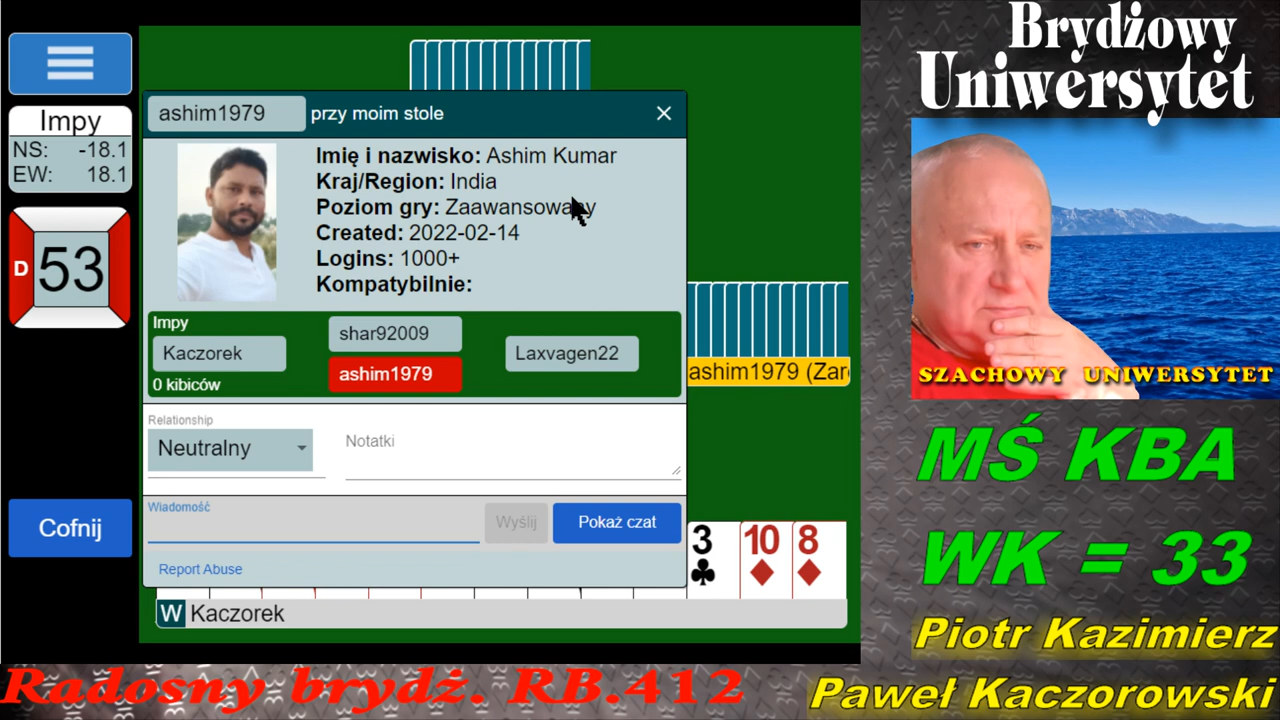 Impy
NS: -18.1
EW: 18.1
D 53
Cofnij
ashim1979 przy moim stole
Imię i nazwisko: Ashim Kumar
Kraj/Region: India
Poziom gry: Zaawansowany
Created: 2022-02-14
Logins: 1000+
Kompatybilnie:
Impy
Kaczorek
0 kibiców
shar92009
ashim1979
Laxvagen22
Relationship
Neutralny
Notatki
Wiadomość
Wyślij
Pokaż czat
Report Abuse
ashim1979 (Zar
3 10 8
W Kaczorek
Brydżowy
Uniwersytet
SZACHOWY UNIWERSYTET
MŚ KBA
WK = 33
Piotr Kazimierz
Paweł Kaczorowski
Radosny brydż. RB.412